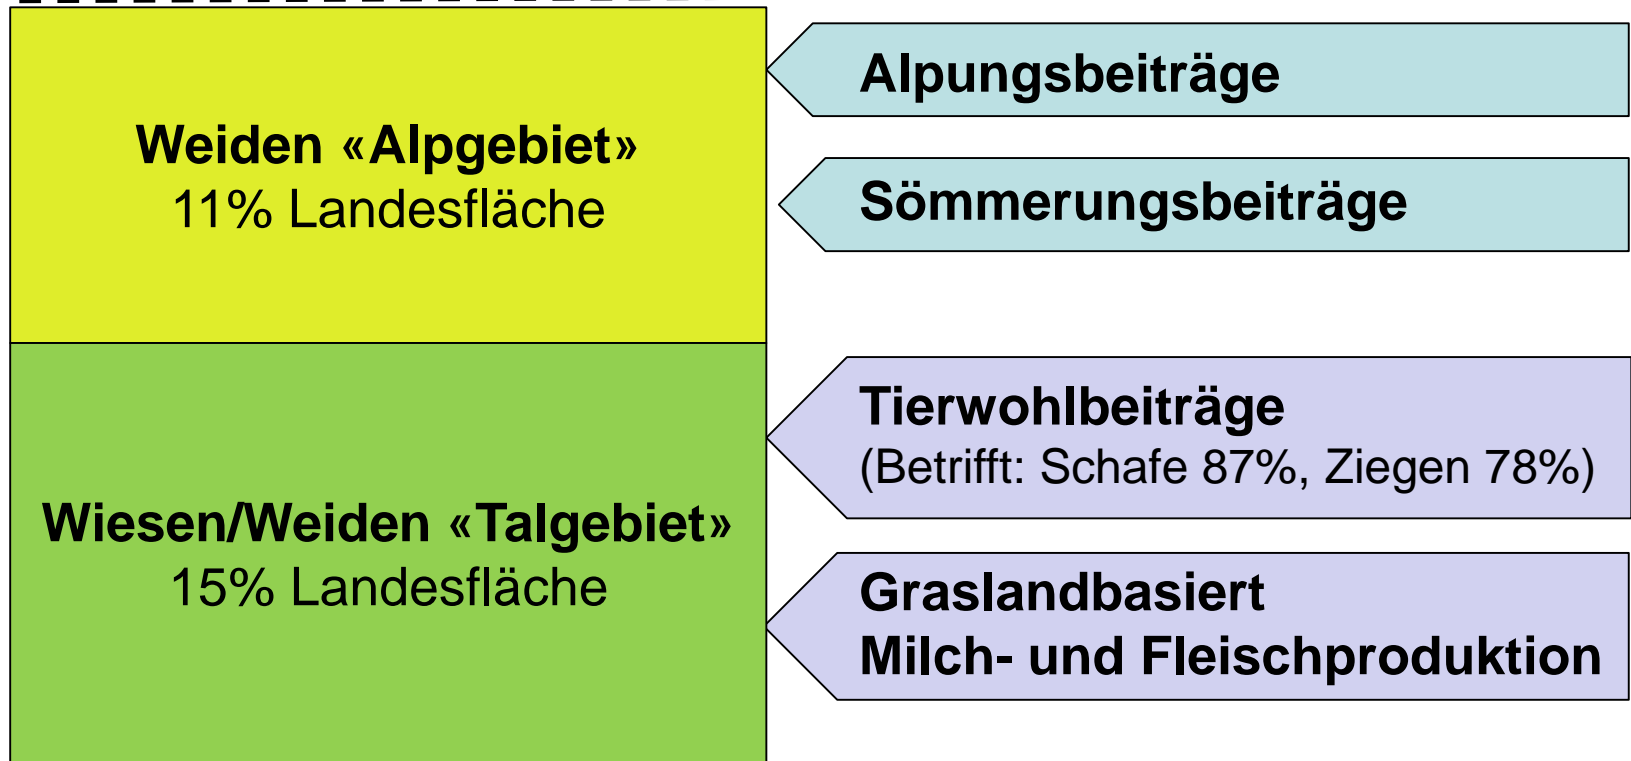 Weiden «Alpgebiet»
11% Landesfläche
Alpungsbeiträge
Sömmerungsbeiträge
Wiesen/Weiden «Talgebiet»
15% Landesfläche
Tierwohlbeiträge
(Betrifft: Schafe 87%, Ziegen 78%)
Graslandbasiert
Milch- und Fleischproduktion